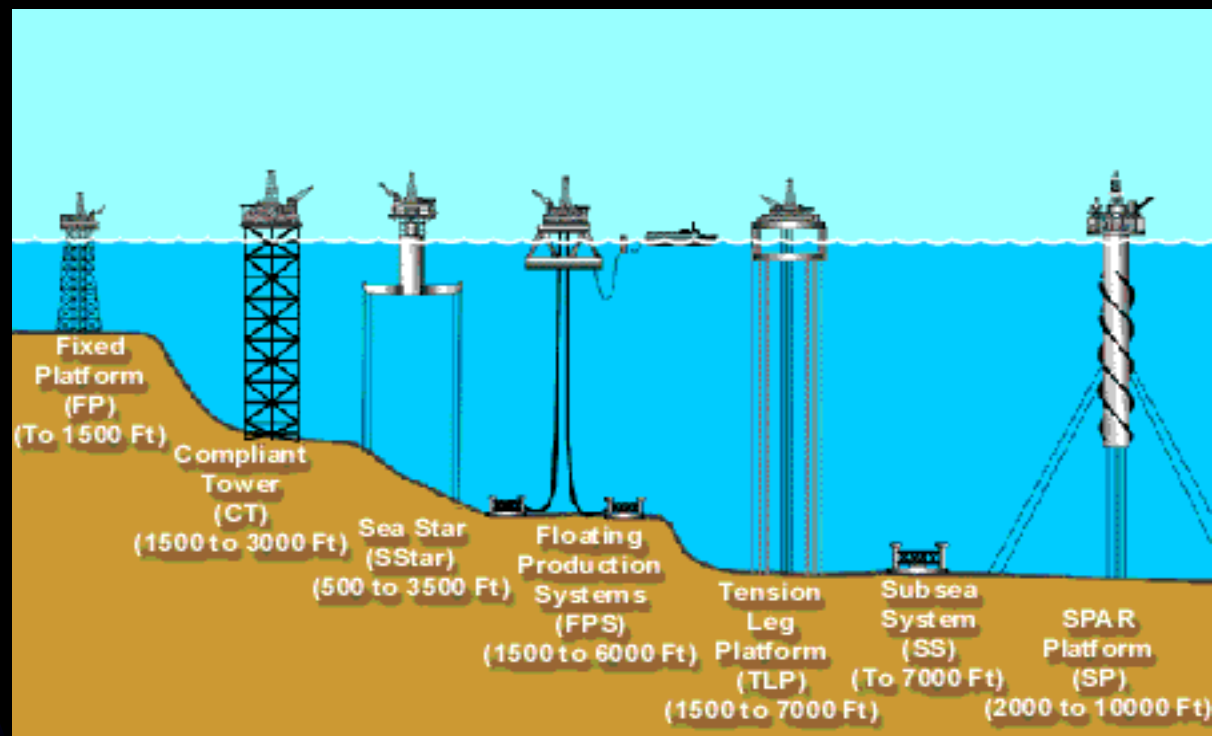 Fixed
Platform
(FP)
(To 1500 Ft)
Compliant
Tower
(CT)
(1500 to 3000 Ft)
Sea Star
(SStar)
(500 to 3500 Ft)
Floating
Production
Systems
(FPS)
(1500 to 6000 Ft)
Tension
Leg
Platform
(TLP)
(1500 to 7000 Ft)
Subsea
System
(SS)
(To 7000 Ft)
SPAR
Platform
(SP)
(2000 to 10000 Ft)